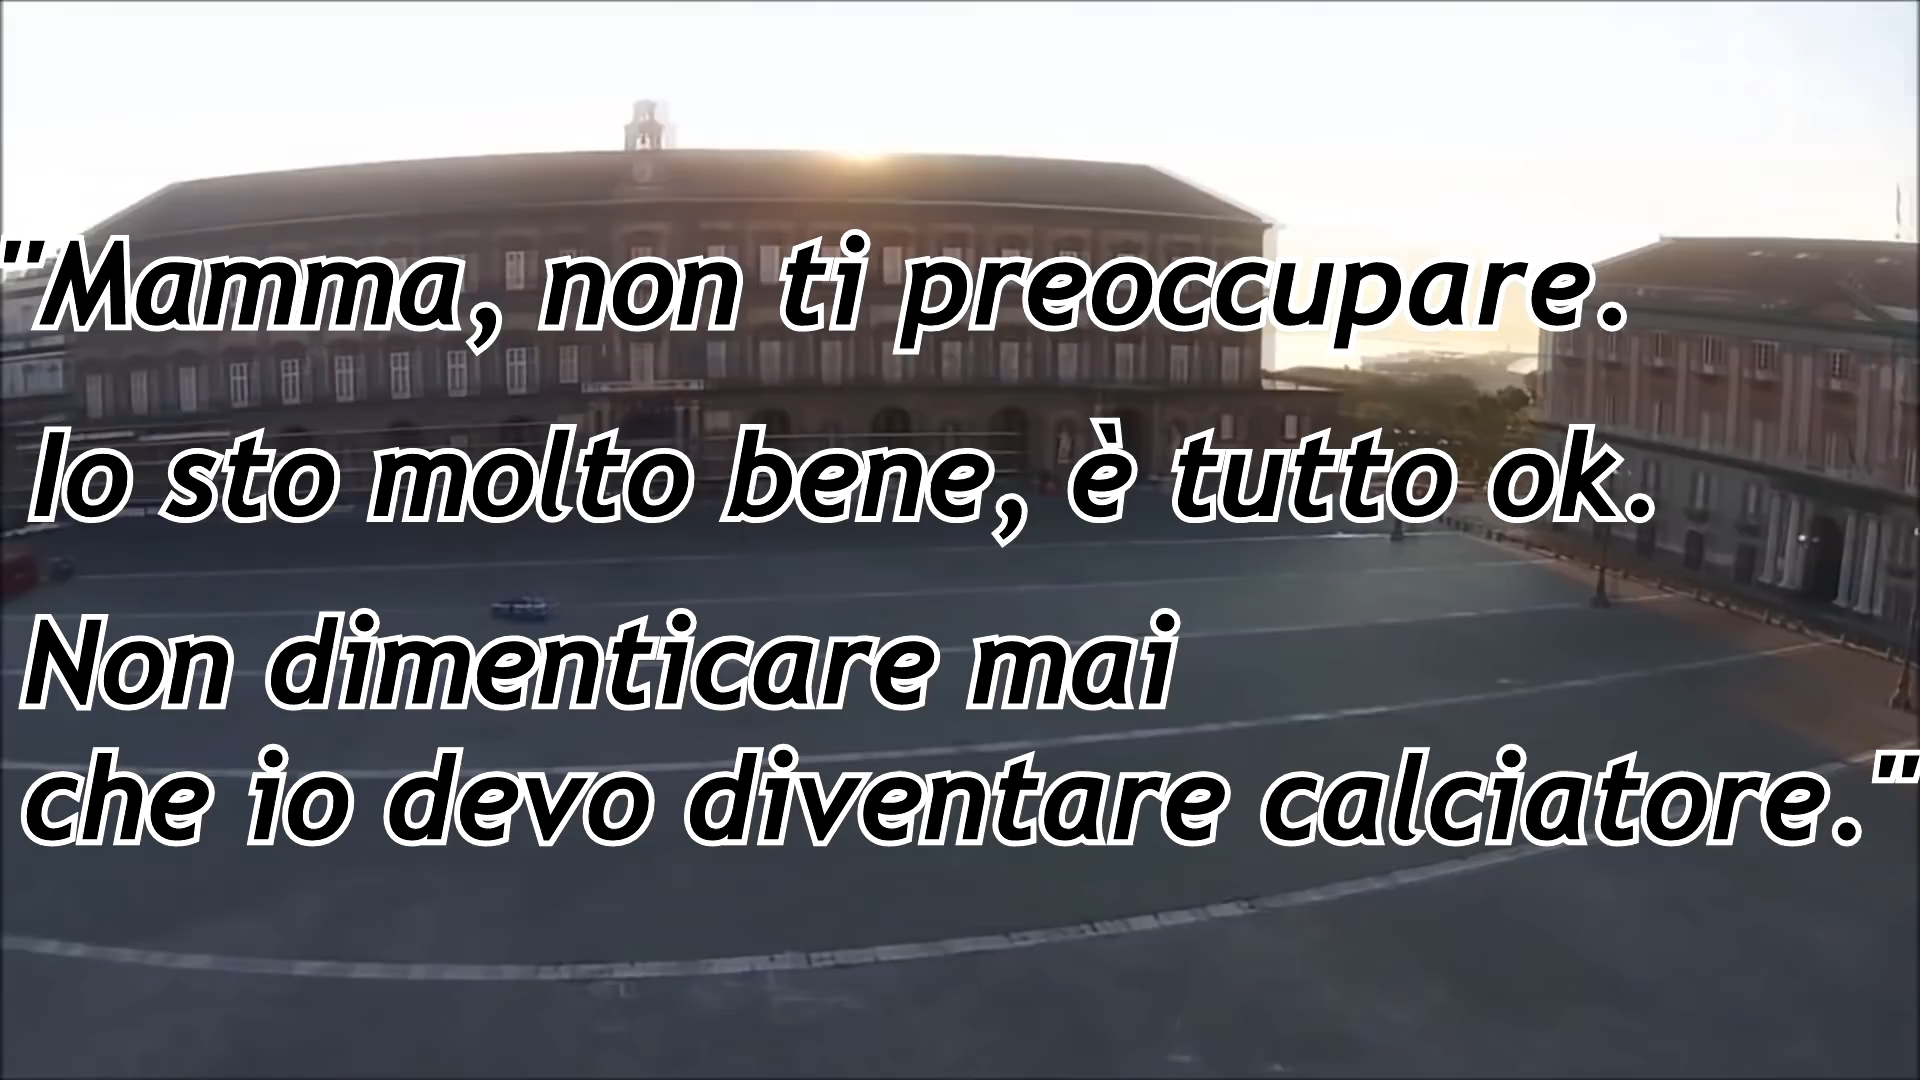 "Mamma, non ti preoccupare.
Io sto molto bene, è tutto ok.
Non dimenticare mai
che io devo diventare calciatore."